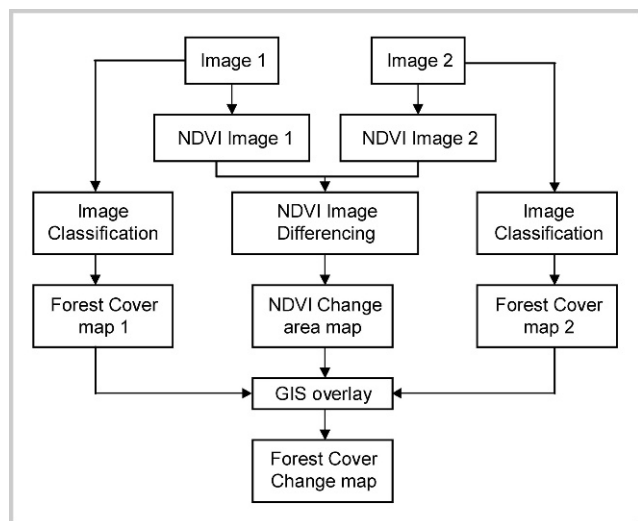 Image 1
Image 2
NDVI Image 1
NDVI Image 2
Image
Classification
NDVI Image
Differencing
Image
Classification
Forest Cover
map 1
NDVI Change
area map
Forest Cover
map 2
GIS overlay
Forest Cover
Change map